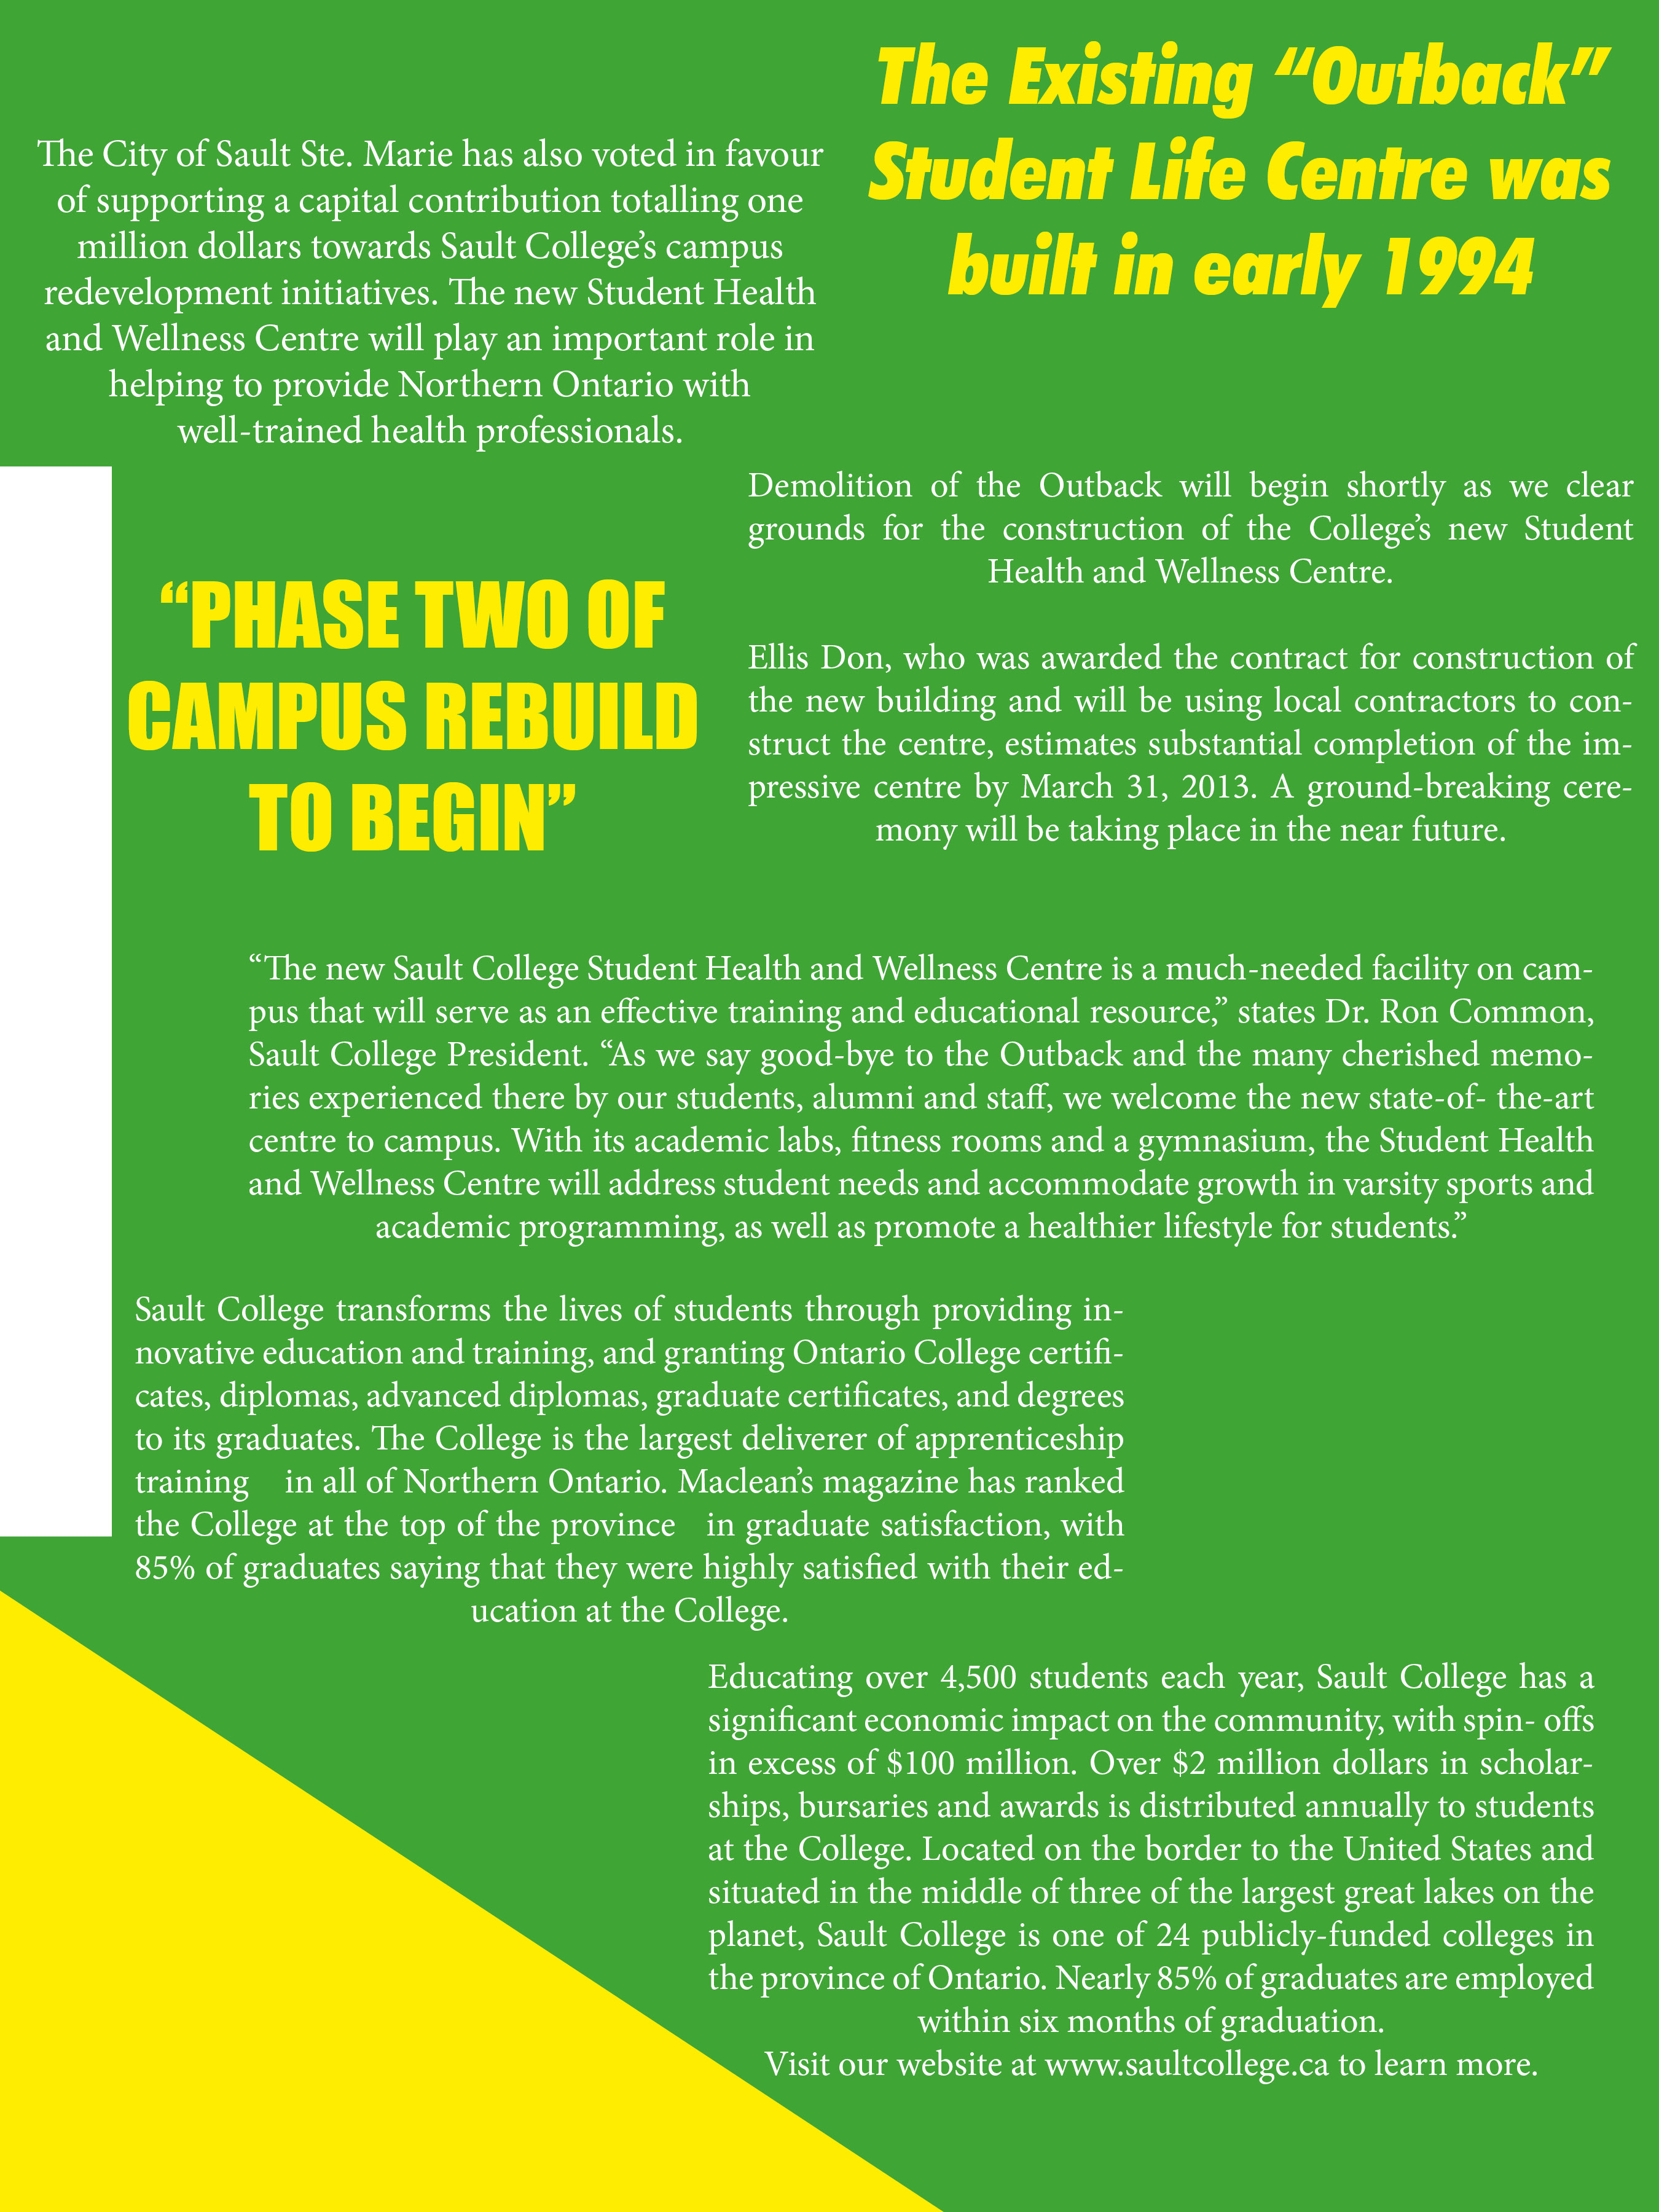 The City of Sault Ste. Marie has also voted in favour
of supporting a capital contribution totalling one
million dollars towards Sault College’s campus
redevelopment initiatives. The new Student Health
and Wellness Centre will play an important role in
helping to provide Northern Ontario with
well-trained health professionals.
The Existing “Outback”
Student Life Centre was
built in early 1994
“PHASE TWO OF
CAMPUS REBUILD
TO BEGIN”
Demolition of the Outback will begin shortly as we clear
grounds for the construction of the College’s new Student
Health and Wellness Centre.
Ellis Don, who was awarded the contract for construction of
the new building and will be using local contractors to con-
struct the centre, estimates substantial completion of the im-
pressive centre by March 31, 2013. A ground-breaking cere-
mony will be taking place in the near future.
“The new Sault College Student Health and Wellness Centre is a much-needed facility on cam-
pus that will serve as an effective training and educational resource,” states Dr. Ron Common,
Sault College President. “As we say good-bye to the Outback and the many cherished memo-
ries experienced there by our students, alumni and staff, we welcome the new state-of- the-art
centre to campus. With its academic labs, fitness rooms and a gymnasium, the Student Health
and Wellness Centre will address student needs and accommodate growth in varsity sports and
academic programming, as well as promote a healthier lifestyle for students.”
Sault College transforms the lives of students through providing in-
novative education and training, and granting Ontario College certifi-
cates, diplomas, advanced diplomas, graduate certificates, and degrees
to its graduates. The College is the largest deliverer of apprenticeship
training in all of Northern Ontario. Maclean’s magazine has ranked
the College at the top of the province in graduate satisfaction, with
85% of graduates saying that they were highly satisfied with their ed-
ucation at the College.
Educating over 4,500 students each year, Sault College has a
significant economic impact on the community, with spin- offs
in excess of $100 million. Over $2 million dollars in scholar-
ships, bursaries and awards is distributed annually to students
at the College. Located on the border to the United States and
situated in the middle of three of the largest great lakes on the
planet, Sault College is one of 24 publicly-funded colleges in
the province of Ontario. Nearly 85% of graduates are employed
within six months of graduation.
Visit our website at www.saultcollege.ca to learn more.